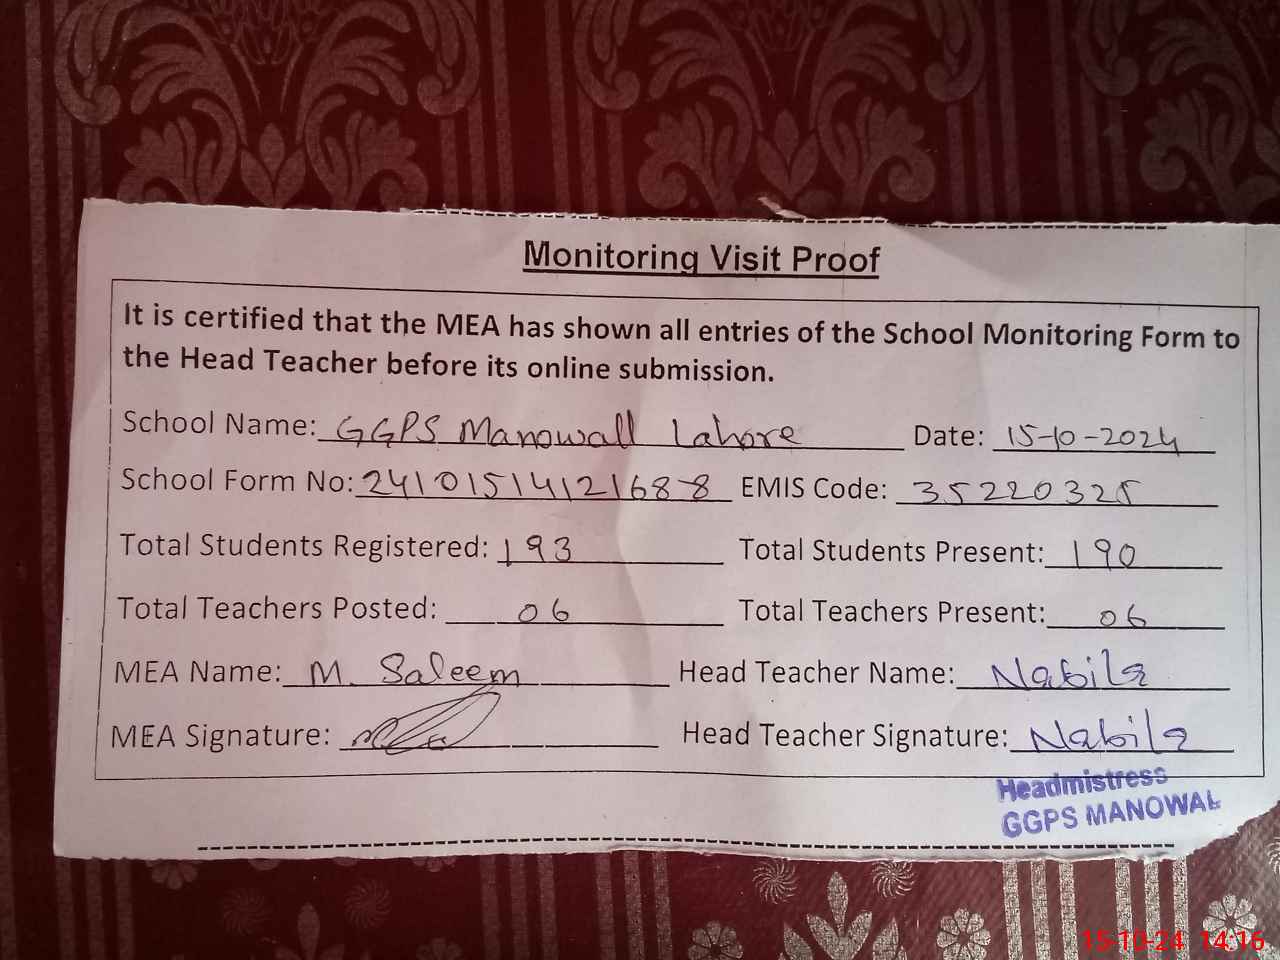 Monitoring Visit Proof
It is certified that the MEA has shown all entries of the School Monitoring Form to
the Head Teacher before its online submission.
School Name: GGPS Manowall Lahore Date: 15-10-2024
School Form No: 24101514121688 EMIS Code: 35220325
Total Students Registered: 193 Total Students Present: 190
Total Teachers Posted: 06 Total Teachers Present: 06
MEA Name: M. Saleem Head Teacher Name: Nabila
MEA Signature: Head Teacher Signature: Nabila
Headmistress
GGPS MANOWAL
15-10-24 14:16